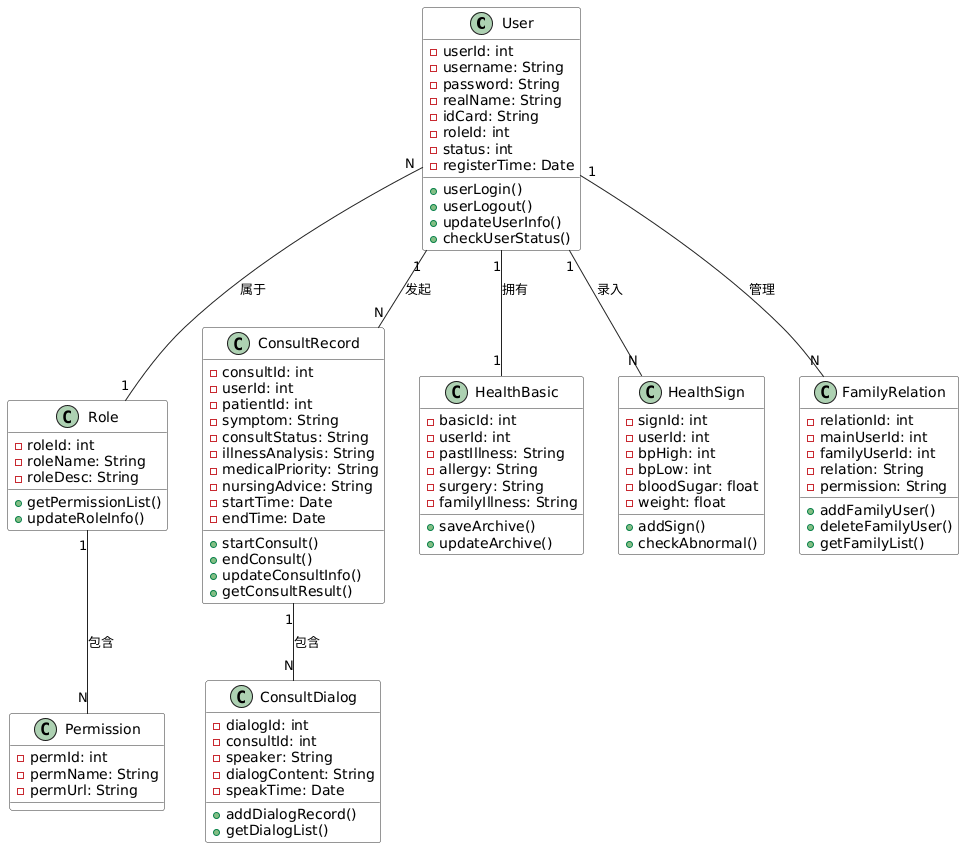 C User
userId: int
username: String
password: String
realName: String
idCard: String
roleId: int
status: int
registerTime: Date
userLogin()
userLogout()
updateUserInfo()
checkUserStatus()
N
1
1
1
1
1
属于
发起
拥有
录入
管理
N
1
N
N
1
C ConsultRecord
consultId: int
userId: int
patientId: int
symptom: String
consultStatus: String
illnessAnalysis: String
medicalPriority: String
nursingAdvice: String
startTime: Date
endTime: Date
startConsult()
endConsult()
updateConsultInfo()
getConsultResult()
C HealthBasic
basicId: int
userId: int
pastIllness: String
allergy: String
surgery: String
familyIllness: String
saveArchive()
updateArchive()
C HealthSign
signId: int
userId: int
bpHigh: int
bpLow: int
bloodSugar: float
weight: float
addSign()
checkAbnormal()
C FamilyRelation
relationId: int
mainUserId: int
familyUserId: int
relation: String
permission: String
addFamilyUser()
deleteFamilyUser()
getFamilyList()
C Role
roleId: int
roleName: String
roleDesc: String
getPermissionList()
updateRoleInfo()
1
包含
N
1
包含
N
C Permission
permId: int
permName: String
permUrl: String
C ConsultDialog
dialogId: int
consultId: int
speaker: String
dialogContent: String
speakTime: Date
addDialogRecord()
getDialogList()